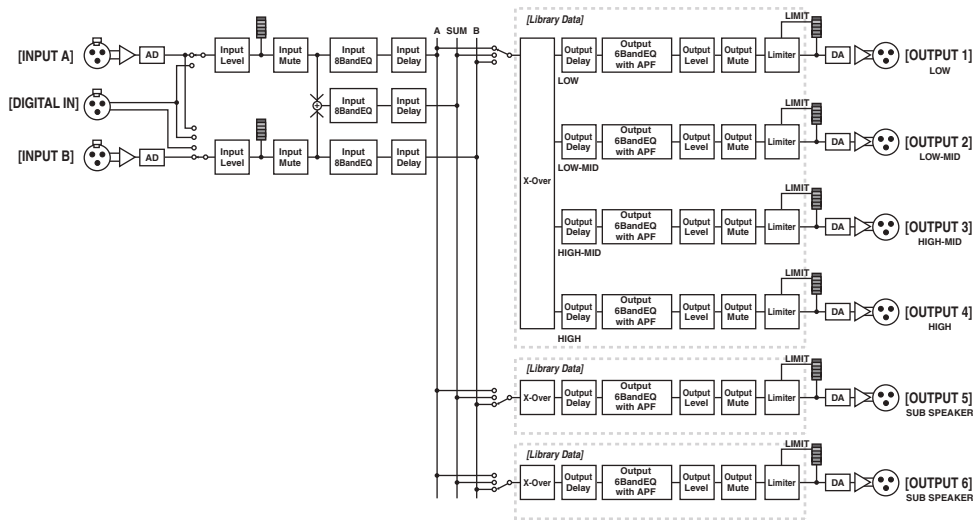 [Library Data]
LIMIT
A SUM B
[INPUT A]
AD
Input
Level
Input
Mute
Input
8BandEQ
Input
Delay
Output
Delay
Output
6BandEQ
with APF
Output
Level
Output
Mute
Limiter
DA
[OUTPUT 1]
LOW
LOW
[DIGITAL IN]
Input
8BandEQ
Input
Delay
LIMIT
[INPUT B]
AD
Input
Level
Input
Mute
Input
8BandEQ
Input
Delay
X-Over
Output
Delay
Output
6BandEQ
with APF
Output
Level
Output
Mute
Limiter
DA
[OUTPUT 2]
LOW-MID
LOW-MID
LIMIT
Output
Delay
Output
6BandEQ
with APF
Output
Level
Output
Mute
Limiter
DA
[OUTPUT 3]
HIGH-MID
HIGH-MID
LIMIT
Output
Delay
Output
6BandEQ
with APF
Output
Level
Output
Mute
Limiter
DA
[OUTPUT 4]
HIGH
HIGH
[Library Data]
LIMIT
X-Over
Output
Delay
Output
6BandEQ
with APF
Output
Level
Output
Mute
Limiter
DA
[OUTPUT 5]
SUB SPEAKER
[Library Data]
LIMIT
X-Over
Output
Delay
Output
6BandEQ
with APF
Output
Level
Output
Mute
Limiter
DA
[OUTPUT 6]
SUB SPEAKER